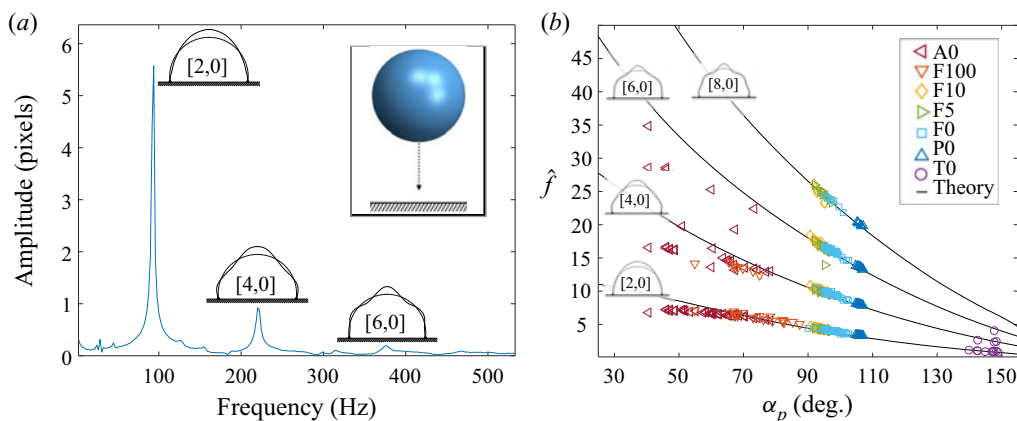 (a)
Amplitude (pixels)
6
5
4
3
2
1
0
[2,0]
[4,0]
[6,0]
100
200
300
400
500
Frequency (Hz)
(b)
f̂
45
40
35
30
25
20
15
10
5
[6,0]
[8,0]
[4,0]
[2,0]
A0
F100
F10
F5
F0
P0
T0
Theory
30
50
70
90
110
130
150
α_p (deg.)